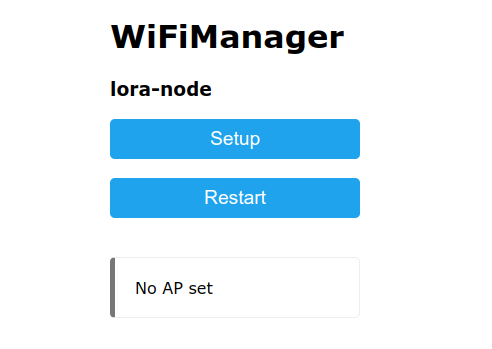 WiFiManager
lora-node
Setup
Restart
No AP set